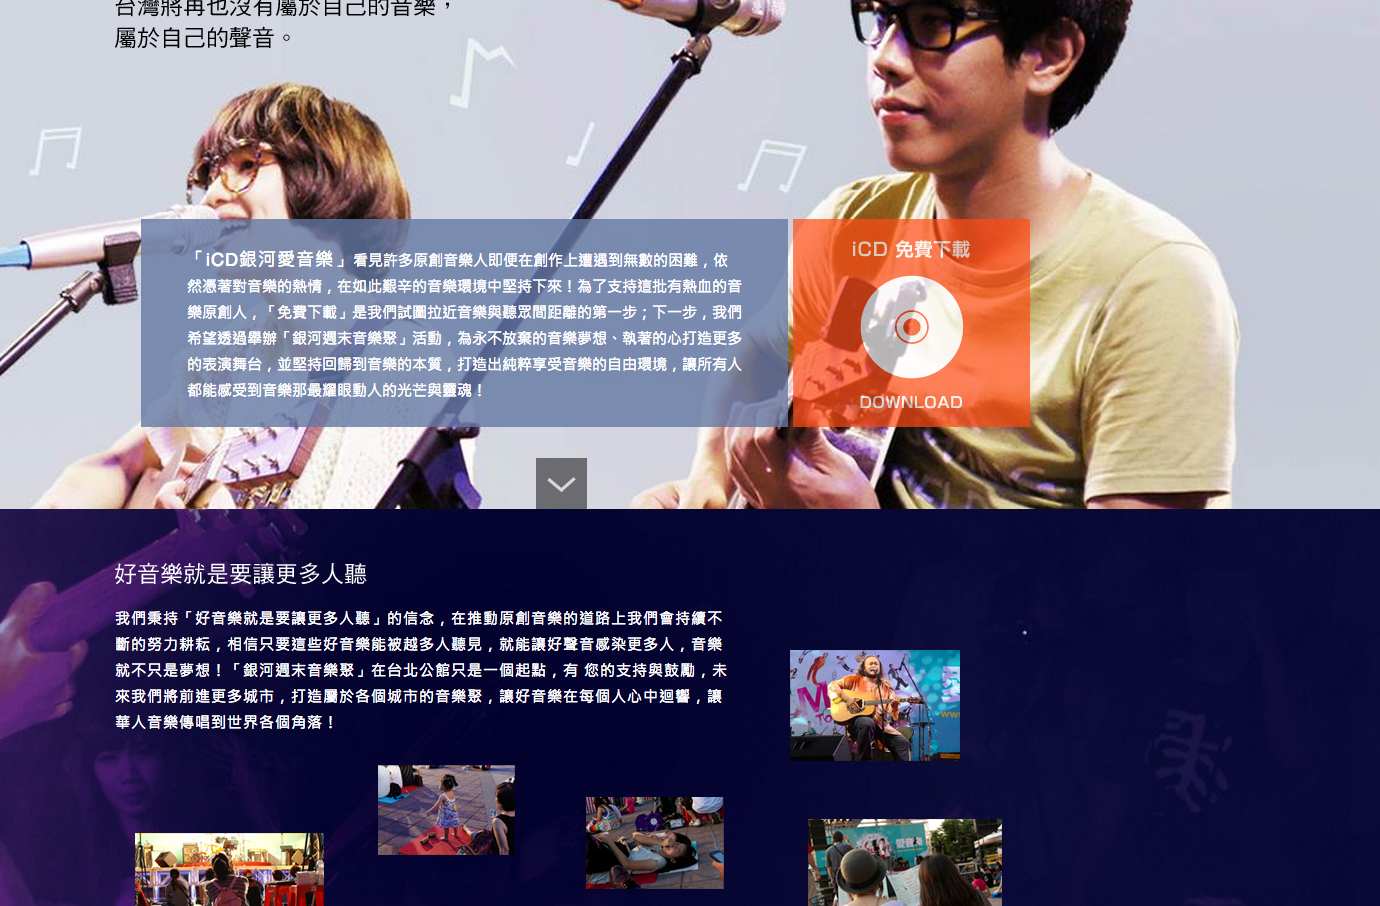 台灣將再也沒有屬於自己的音樂，
屬於自己的聲音。
「iCD銀河愛音樂」看見許多原創音樂人即便在創作上遭遇到無數的困難，依
然憑著對音樂的熱情，在如此艱辛的音樂環境中堅持下來！為了支持這批有熱血的音
樂原創人，「免費下載」是我們試圖拉近音樂與聽眾間距離的第一步；下一步，我們
希望透過舉辦「銀河週末音樂聚」活動，為永不放棄的音樂夢想、執著的心打造更多
的表演舞台，並堅持回歸到音樂的本質，打造出純粹享受音樂的自由環境，讓所有人
都能感受到音樂那最耀眼動人的光芒與靈魂！
iCD 免費下載
DOWNLOAD
好音樂就是要讓更多人聽
我們秉持「好音樂就是要讓更多人聽」的信念，在推動原創音樂的道路上我們會持續不
斷的努力耕耘，相信只要這些好音樂能被越多人聽見，就能讓好聲音感染更多人，音樂
就不只是夢想！「銀河週末音樂聚」在台北公館只是一個起點，有 您的支持與鼓勵，未
來我們將前進更多城市，打造屬於各個城市的音樂聚，讓好音樂在每個人心中迴響，讓
華人音樂傳唱到世界各個角落！